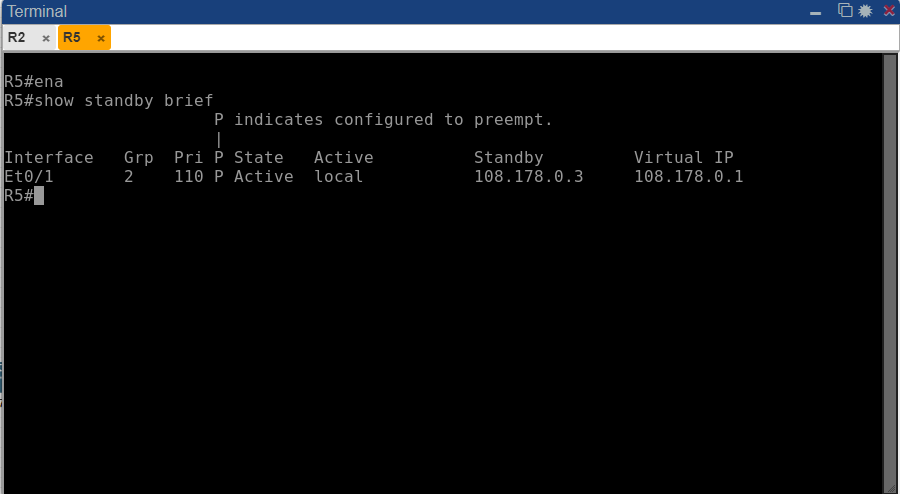 Terminal
R2 × R5 ×
R5#ena
R5#show standby brief
P indicates configured to preempt.
|
Interface Grp Pri P State Active Standby Virtual IP
Et0/1 2 110 P Active local 108.178.0.3 108.178.0.1
R5#